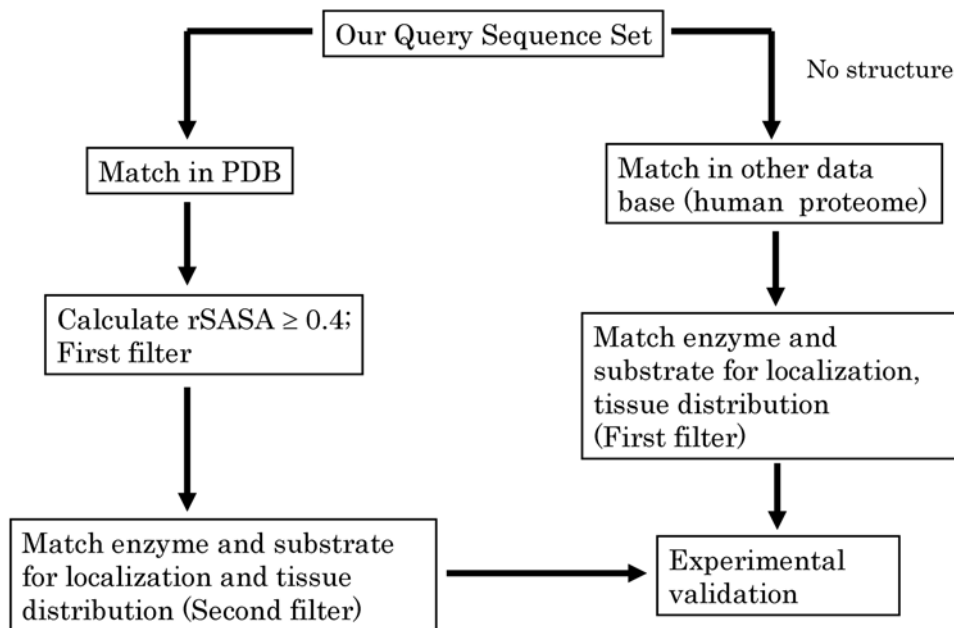 Our Query Sequence Set
No structure
Match in PDB
Match in other data
base (human proteome)
Calculate rSASA ≥ 0.4;
First filter
Match enzyme and
substrate for localization,
tissue distribution
(First filter)
Match enzyme and substrate
for localization and tissue
distribution (Second filter)
Experimental
validation